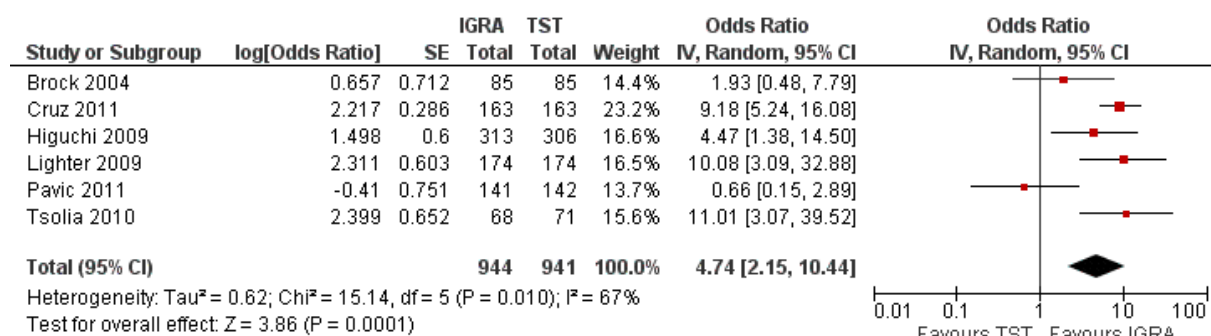 IGRA TST Odds Ratio Odds Ratio
Study or Subgroup log[Odds Ratio] SE Total Total Weight IV, Random, 95% CI IV, Random, 95% CI
Brock 2004 0.657 0.712 85 85 14.4% 1.93 [0.48, 7.79]
Cruz 2011 2.217 0.286 163 163 23.2% 9.18 [5.24, 16.08]
Higuchi 2009 1.498 0.6 313 306 16.6% 4.47 [1.38, 14.50]
Lighter 2009 2.311 0.603 174 174 16.5% 10.08 [3.09, 32.88]
Pavic 2011 -0.41 0.751 141 142 13.7% 0.66 [0.15, 2.89]
Tsolia 2010 2.399 0.652 68 71 15.6% 11.01 [3.07, 39.52]
Total (95% CI) 944 941 100.0% 4.74 [2.15, 10.44]
Heterogeneity: Tau² = 0.62; Chi² = 15.14, df = 5 (P = 0.010); I² = 67%
Test for overall effect: Z = 3.86 (P = 0.0001)
0.01 0.1 1 10 100
Favours TST Favours IGRA